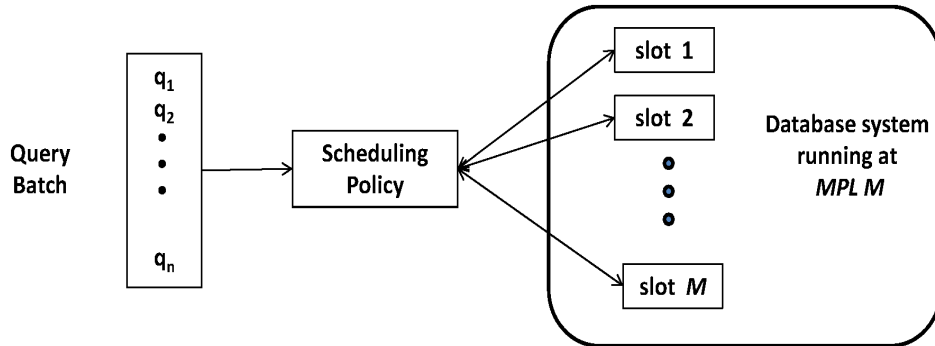 Query
Batch
q1
q2
qn
Scheduling
Policy
slot 1
slot 2
slot M
Database system
running at
MPL M